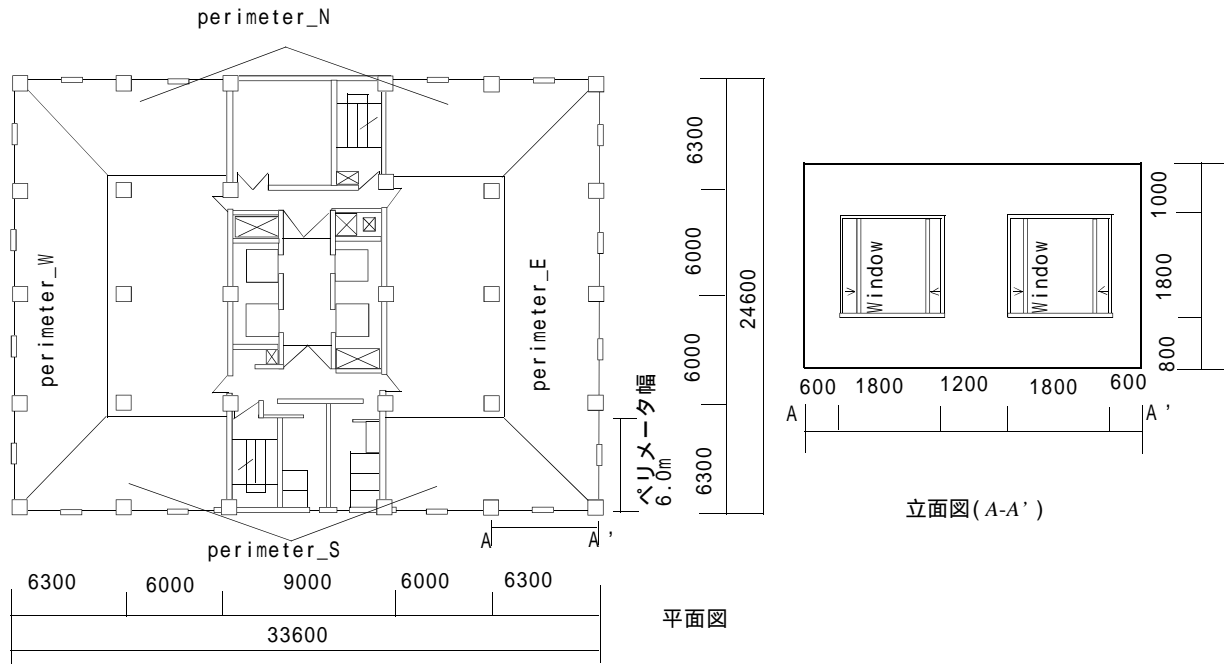 perimeter_N
perimeter_W
perimeter_E
perimeter_S
6300
6000
6000
6300
24600
ペリメータ幅
6.0m
A A'
6300 6000 9000 6000 6300
33600
平面図
Window
Window
1000
1800
800
600 1800 1200 1800 600
A A'
立面図(A-A')